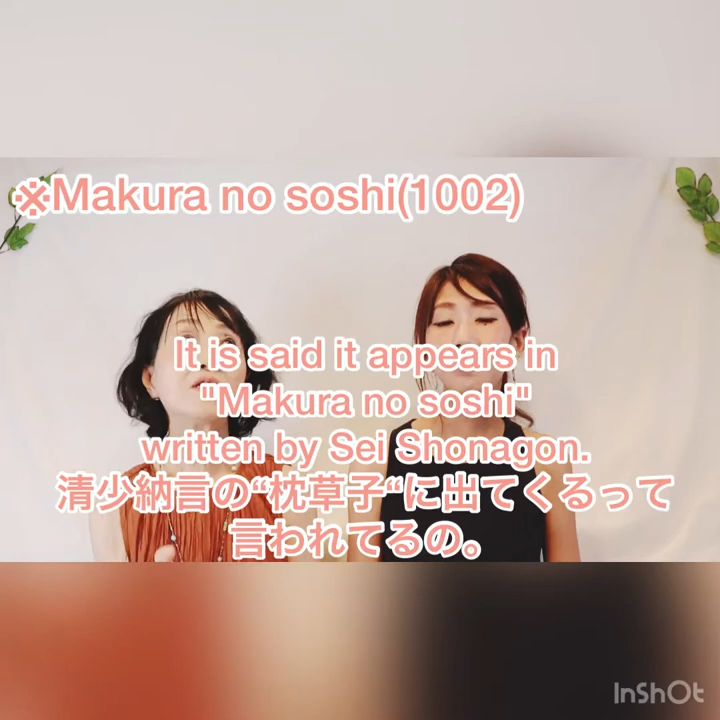 ※Makura no soshi(1002)
It is said it appears in
"Makura no soshi"
written by Sei Shonagon.
清少納言の“枕草子“に出てくるって
言われてるの。
InShOt